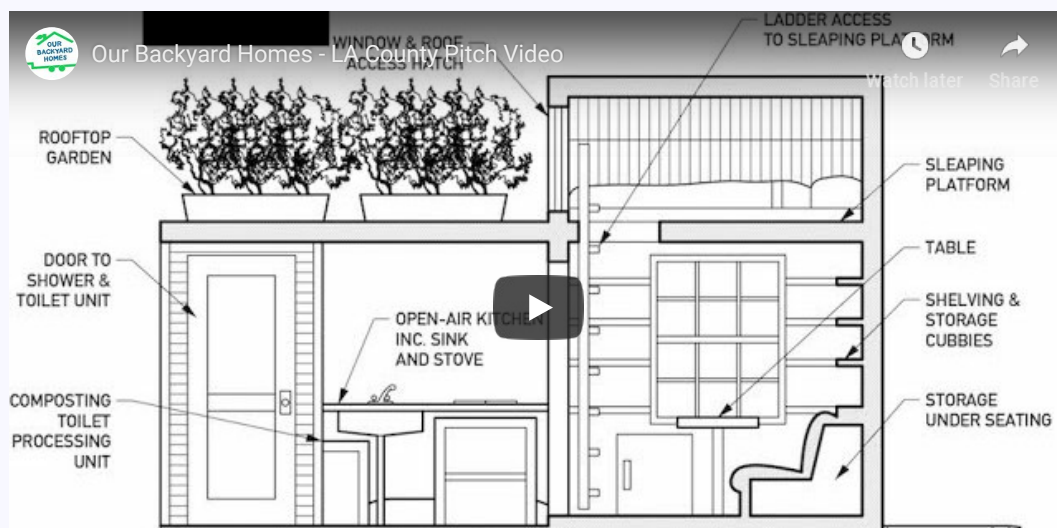 OUR
BACKYARD
HOMES
Our Backyard Homes - LA County Pitch Video
Watch later
Share
WINDOW & ROOF
ACCESS HATCH
LADDER ACCESS
TO SLEAPING PLATFORM
ROOFTOP
GARDEN
SLEAPING
PLATFORM
DOOR TO
SHOWER &
TOILET UNIT
TABLE
OPEN-AIR KITCHEN
INC. SINK
AND STOVE
SHELVING &
STORAGE
CUBBIES
COMPOSTING
TOILET
PROCESSING
UNIT
STORAGE
UNDER SEATING